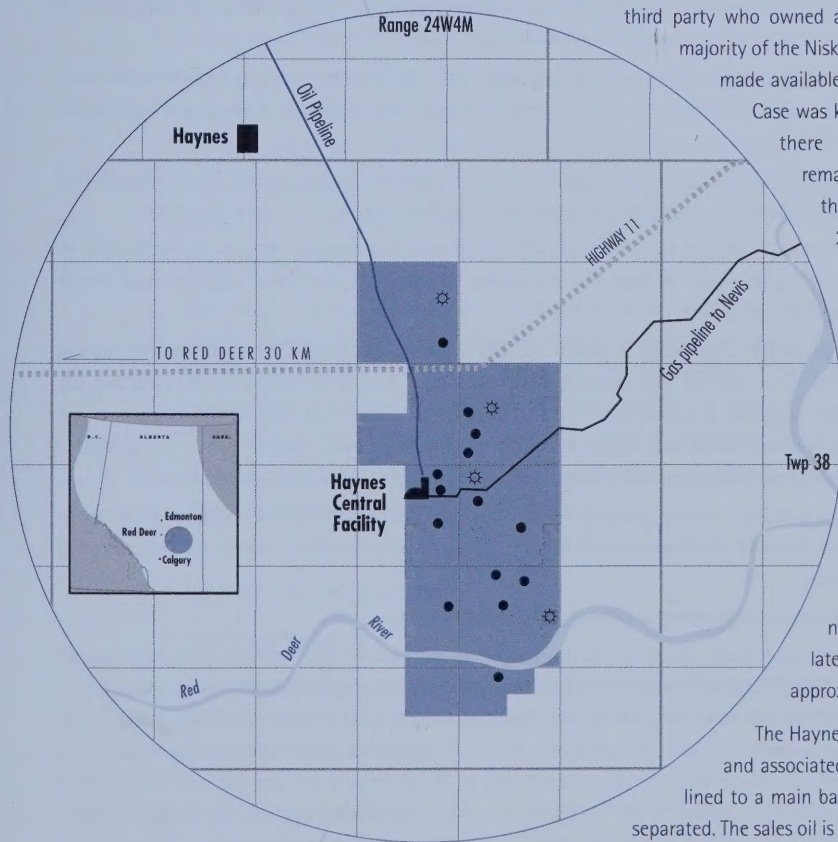 Range 24W4M
Oil Pipeline
Haynes
HIGHWAY 11
TO RED DEER 30 KM
Gas pipeline to Nevis
B.C. ALBERTA SASK.
Edmonton
Red Deer
Calgary
Haynes
Central
Facility
Twp 38
Red Deer River
third party who owned a
majority of the Nisk
made available
Case was k
there
rema
th
n
late
approx
The Hayne
and associated
lined to a main ba
separated. The sales oil is